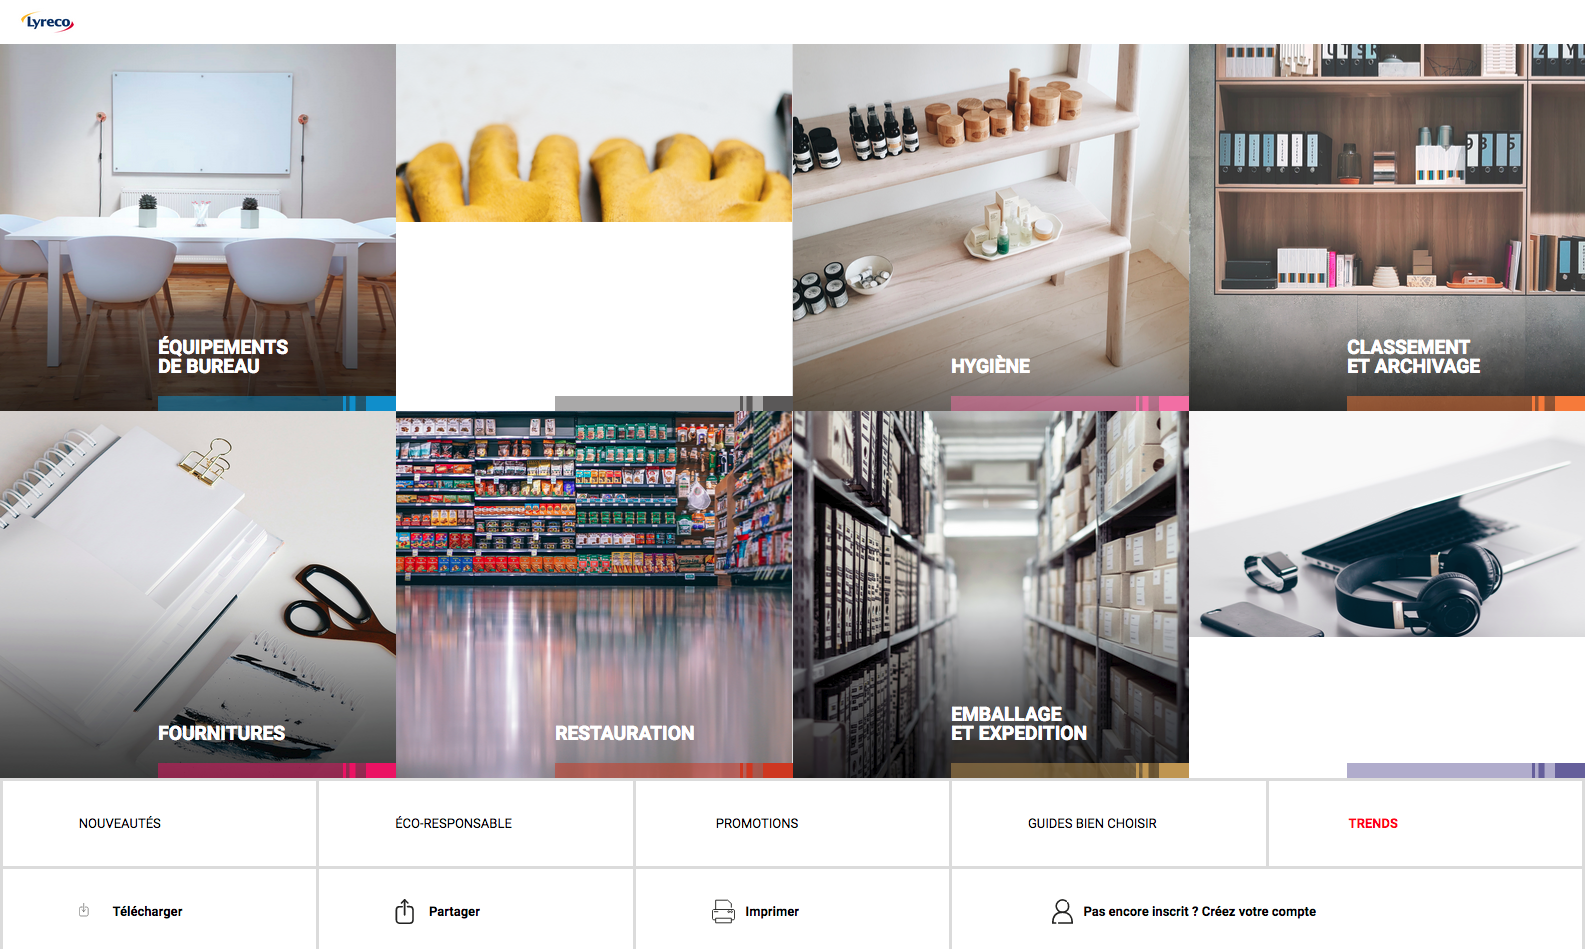 Lyreco
ÉQUIPEMENTS
DE BUREAU
HYGIÈNE
CLASSEMENT
ET ARCHIVAGE
FOURNITURES
RESTAURATION
EMBALLAGE
ET EXPEDITION
NOUVEAUTÉS
ÉCO-RESPONSABLE
PROMOTIONS
GUIDES BIEN CHOISIR
TRENDS
Télécharger
Partager
Imprimer
Pas encore inscrit ? Créez votre compte